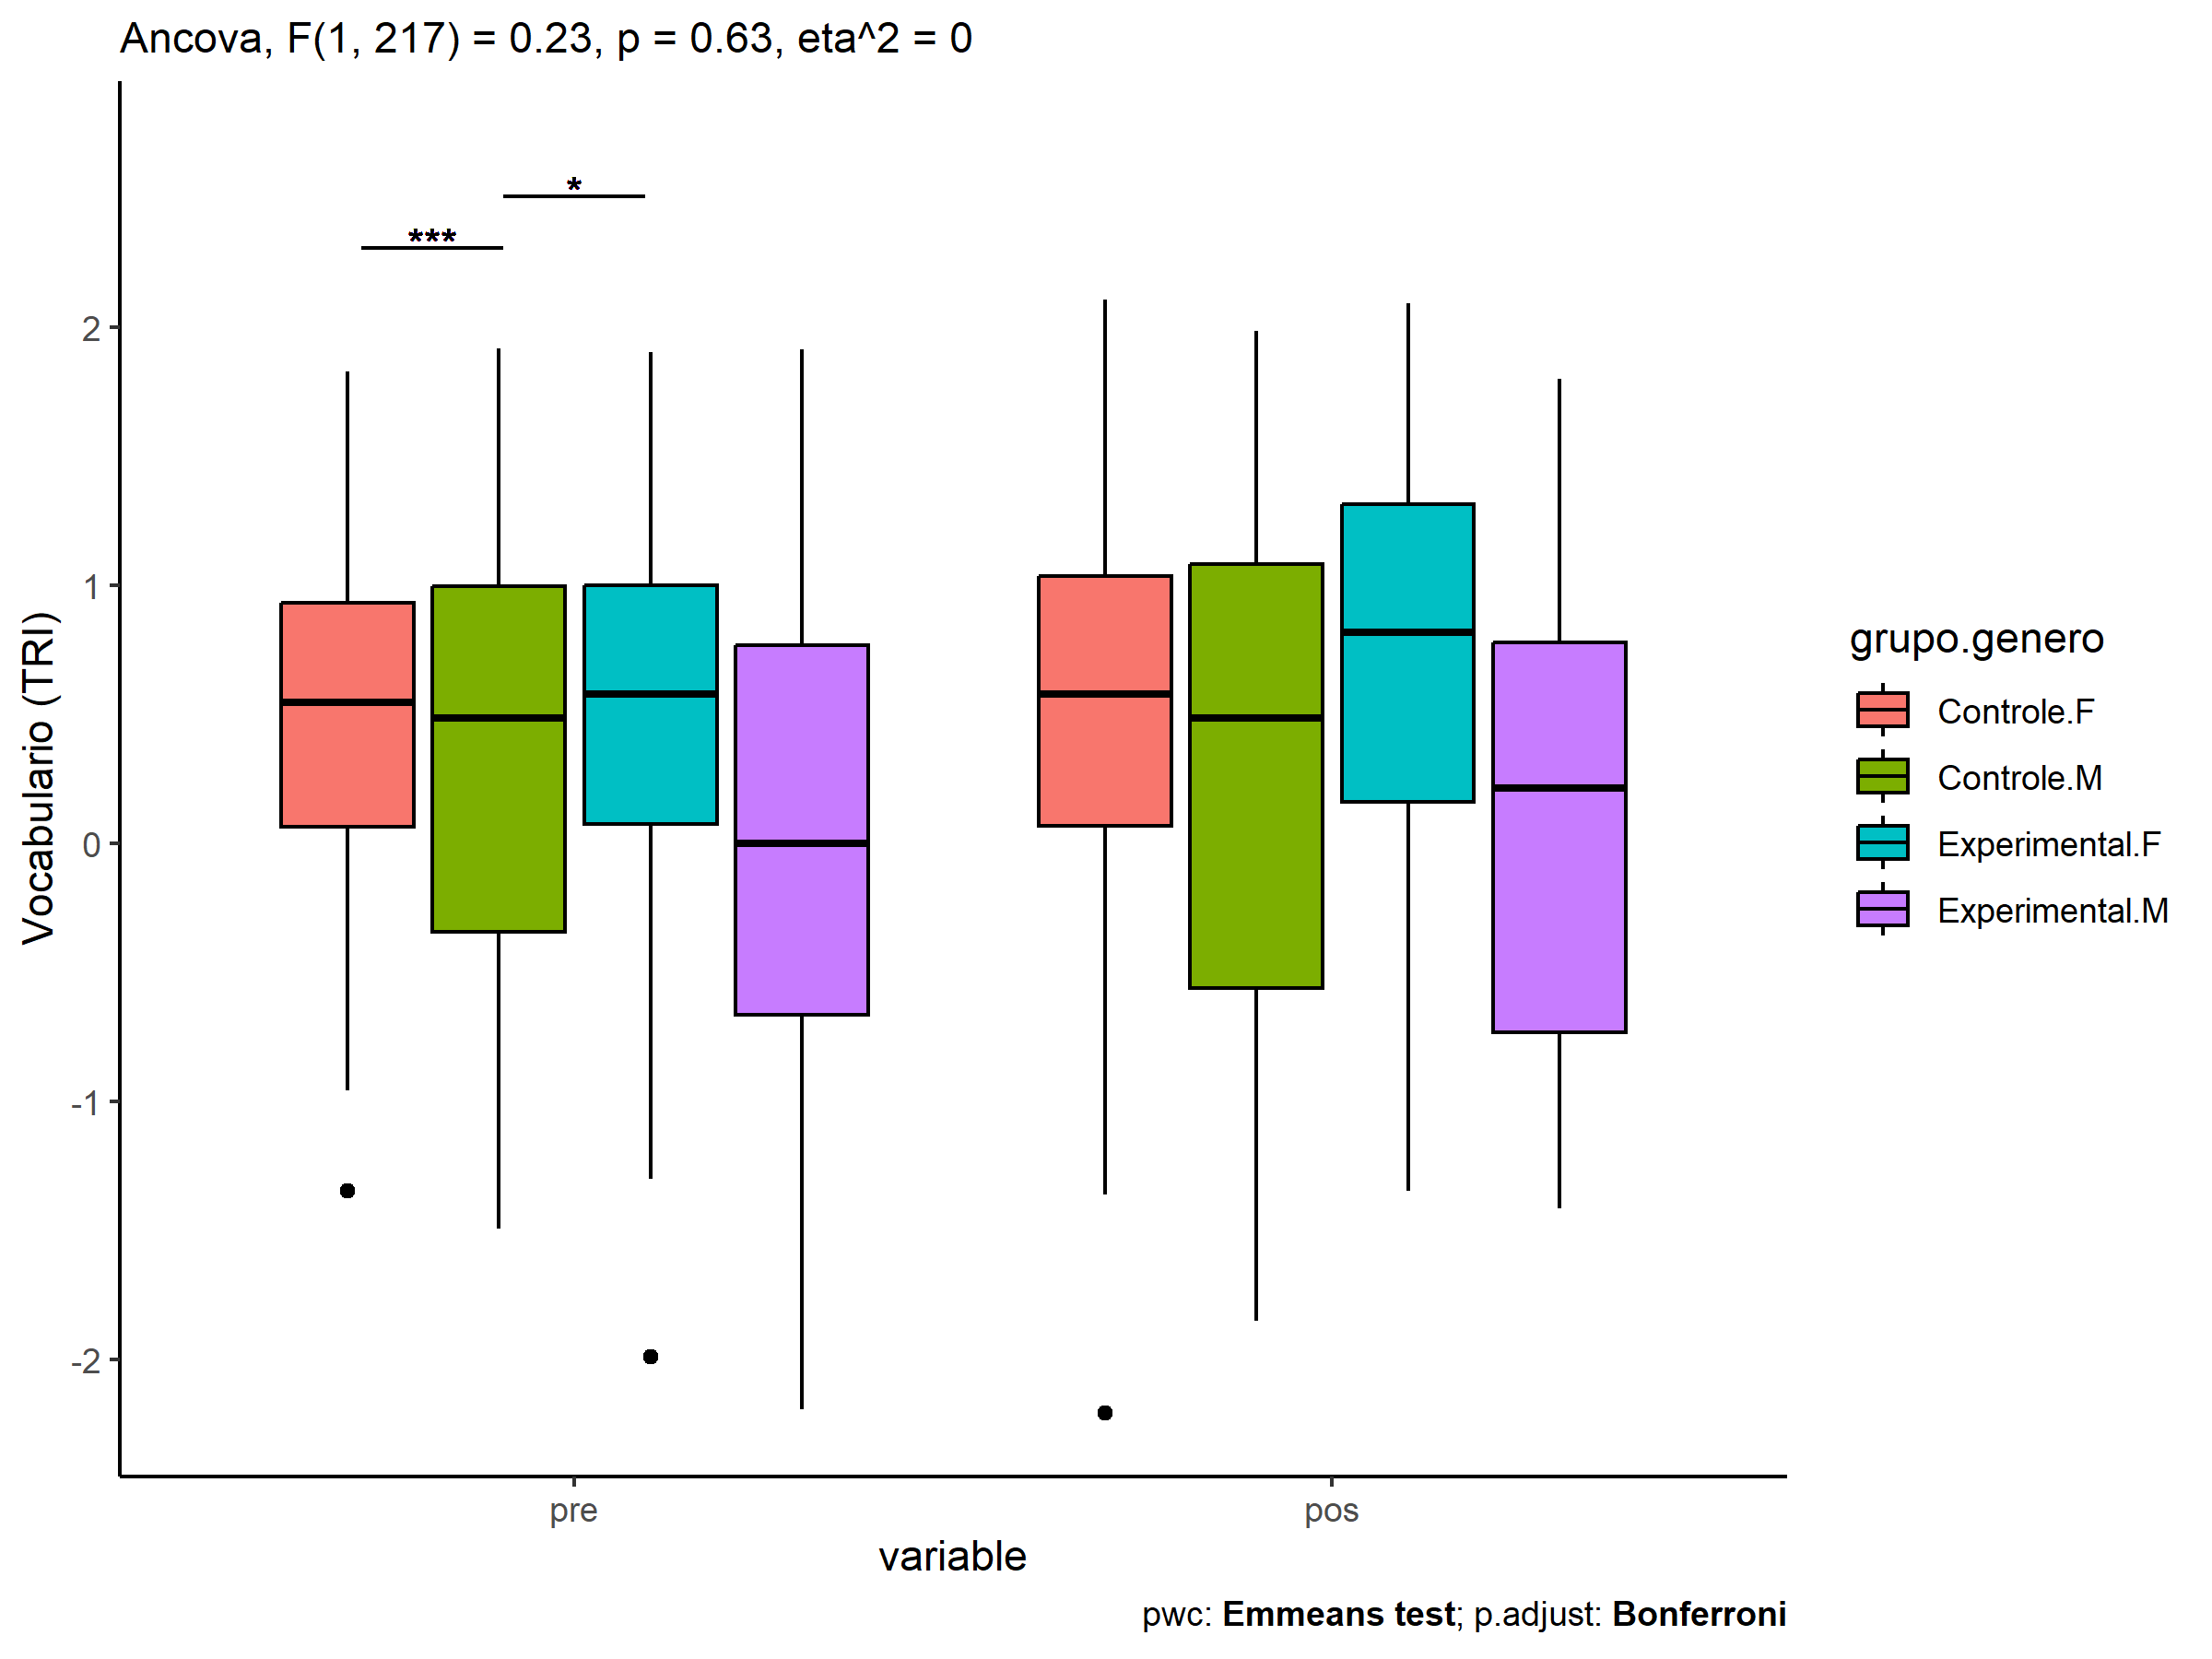 Ancova, F(1, 217) = 0.23, p = 0.63, eta^2 = 0
*
***
2
1
0
-1
-2
Vocabulario (TRI)
pre
pos
variable
grupo.genero
Controle.F
Controle.M
Experimental.F
Experimental.M
pwc: Emmeans test; p.adjust: Bonferroni